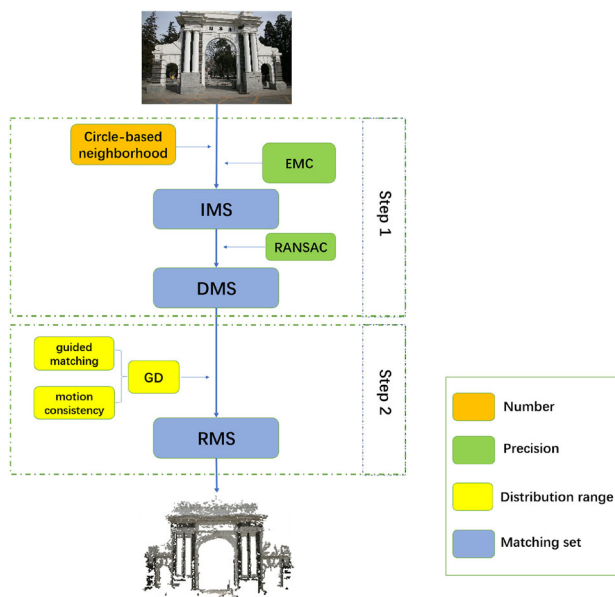 Circle-based
neighborhood
EMC
IMS
RANSAC
DMS
Step 1
guided
matching
GD
motion
consistency
RMS
Step 2
Number
Precision
Distribution range
Matching set